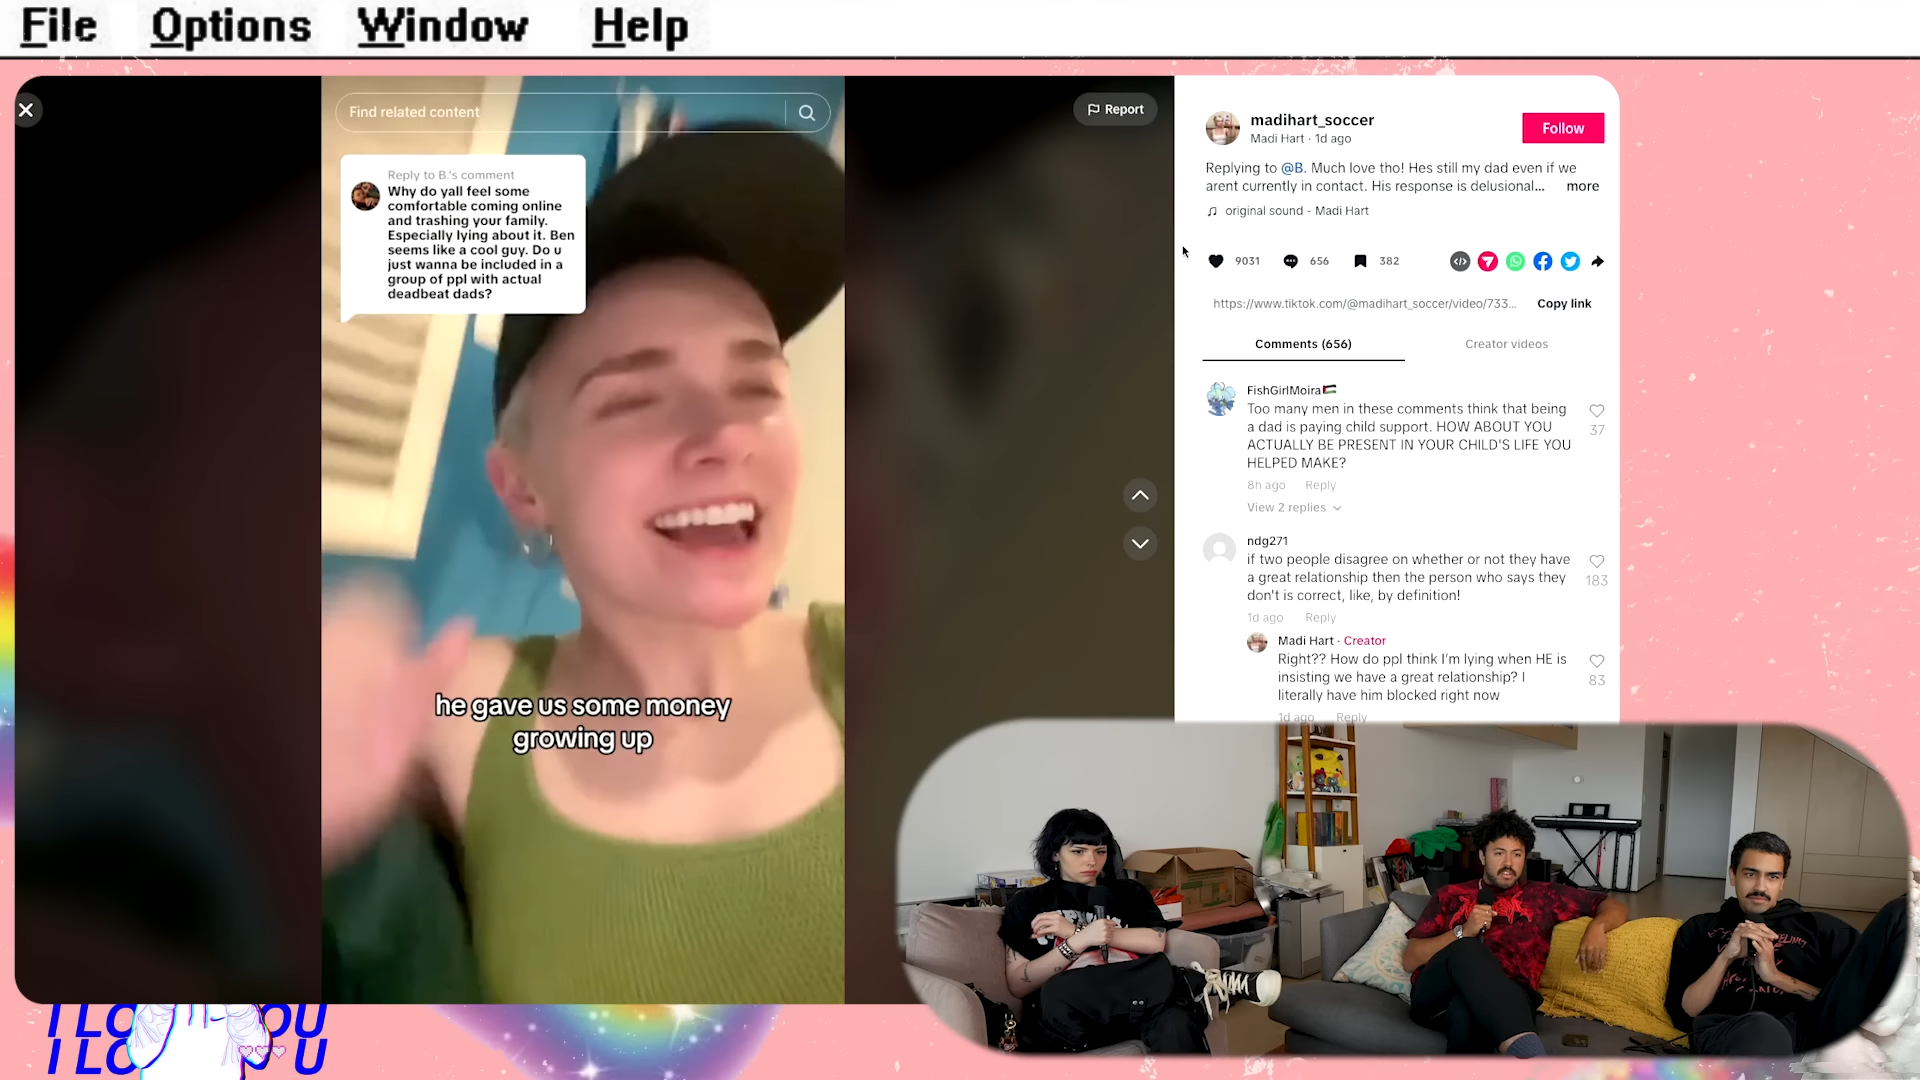 File Options Window Help
Find related content
Report
Reply to B.'s comment
Why do yall feel some
comfortable coming online
and trashing your family.
Especially lying about it. Ben
seems like a cool guy. Do u
just wanna be included in a
group of ppl with actual
deadbeat dads?
he gave us some money
growing up
madihart_soccer
Madi Hart · 1d ago
Follow
Replying to @B. Much love tho! Hes still my dad even if we
arent currently in contact. His response is delusional... more
original sound - Madi Hart
9031 656 382
https://www.tiktok.com/@madihart_soccer/video/733... Copy link
Comments (656) Creator videos
FishGirlMoira
Too many men in these comments think that being
a dad is paying child support. HOW ABOUT YOU
ACTUALLY BE PRESENT IN YOUR CHILD'S LIFE YOU
HELPED MAKE?
37
8h ago Reply
View 2 replies
ndg271
if two people disagree on whether or not they have
a great relationship then the person who says they
don't is correct, like, by definition!
183
1d ago Reply
Madi Hart · Creator
Right?? How do ppl think I'm lying when HE is
insisting we have a great relationship? I
literally have him blocked right now
83
1d ago Reply